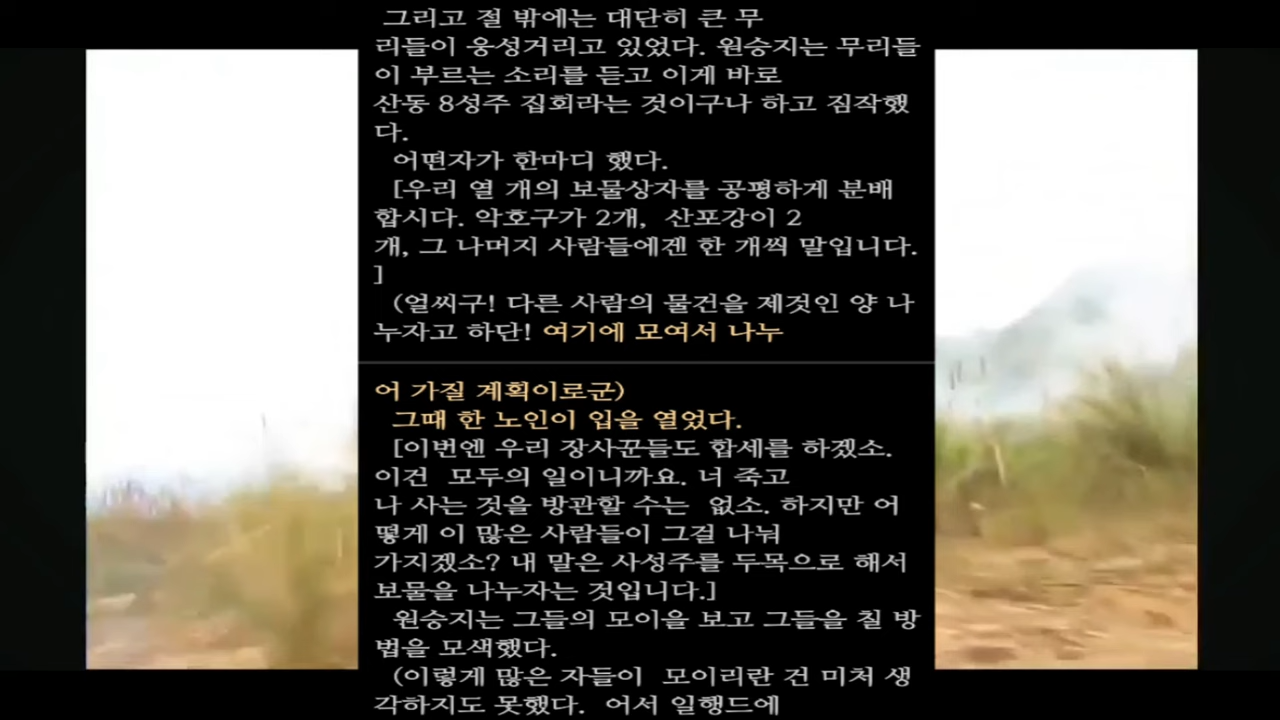 그리고 절 밖에는 대단히 큰 무
리들이 웅성거리고 있었다. 원승지는 무리들
이 부르는 소리를 듣고 이게 바로
산동 8성주 집회라는 것이구나 하고 짐작했
다.
어떤자가 한마디 했다.
[우리 열 개의 보물상자를 공평하게 분배
합시다. 악호구가 2개, 산포강이 2
개, 그 나머지 사람들에겐 한 개씩 말입니다.
]
(얼씨구! 다른 사람의 물건을 제것인 양 나
누자고 하단! 여기에 모여서 나누
어 가질 계획이로군)
그때 한 노인이 입을 열었다.
[이번엔 우리 장사꾼들도 합세를 하겠소.
이건 모두의 일이니까요. 너 죽고
나 사는 것을 방관할 수는 없소. 하지만 어
떻게 이 많은 사람들이 그걸 나눠
가지겠소? 내 말은 사성주를 두목으로 해서
보물을 나누자는 것입니다.]
원승지는 그들의 모이을 보고 그들을 칠 방
법을 모색했다.
(이렇게 많은 자들이 모이리란 건 미처 생
각하지도 못했다. 어서 일행드에